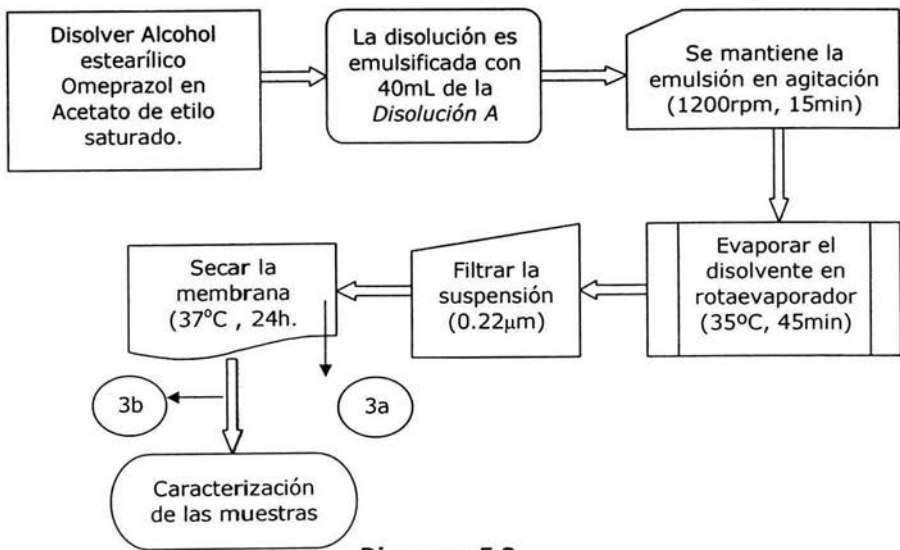 Disolver Alcohol
estearílico
Omeprazol en
Acetato de etilo
saturado.
La disolución es
emulsificada con
40mL de la
Disolución A
Se mantiene la
emulsión en agitación
(1200rpm, 15min)
Evaporar el
disolvente en
rotaevaporador
(35ºC, 45min)
Filtrar la
suspensión
(0.22μm)
Secar la
membrana
(37ºC , 24h.
3b
3a
Caracterización
de las muestras